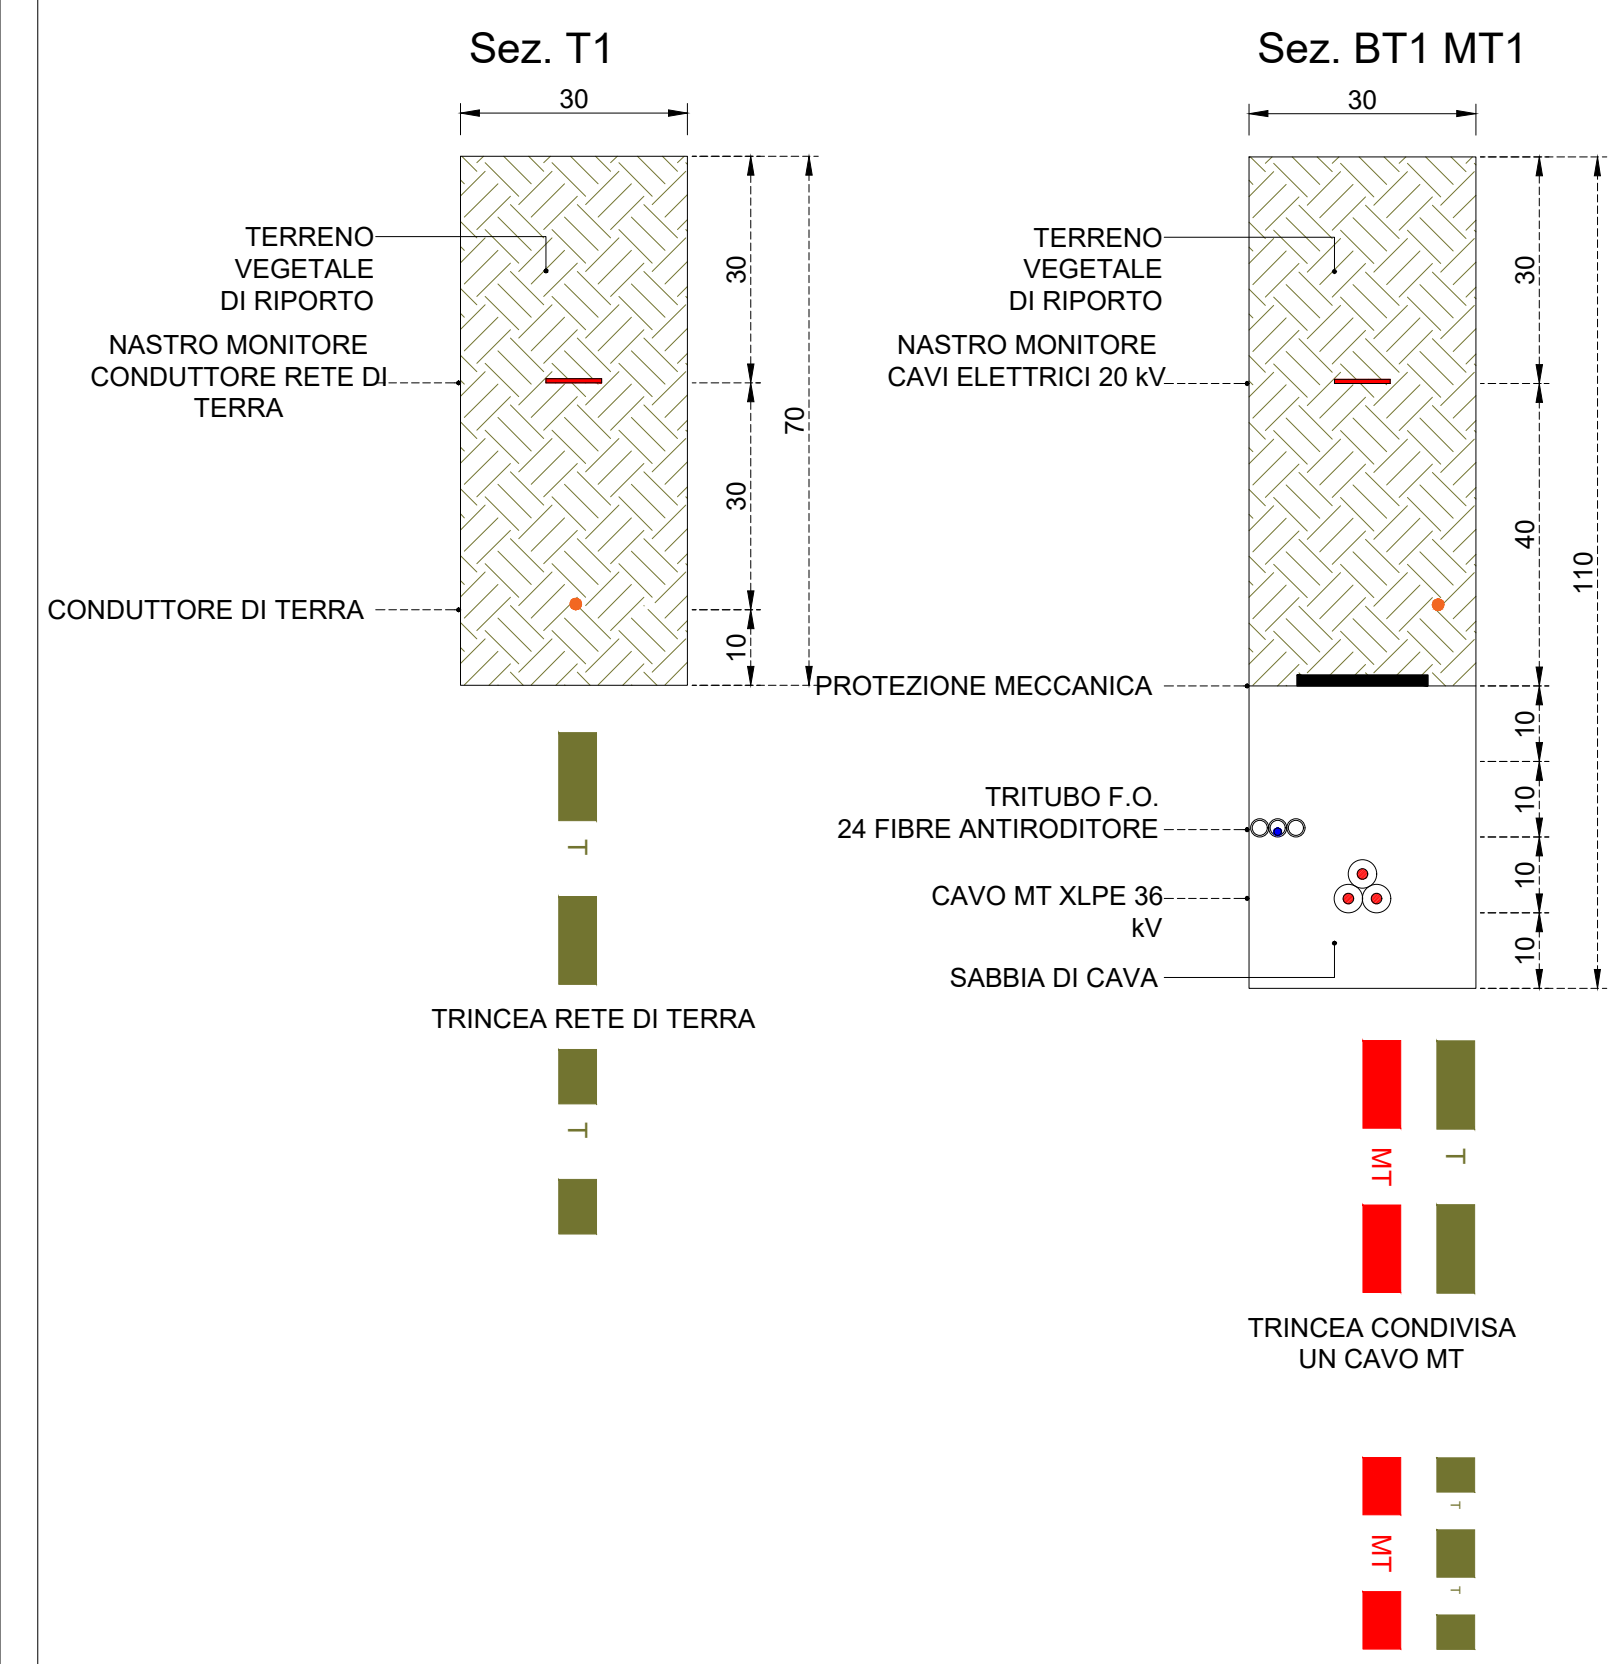 Sez. T1
30
TERRENO
VEGETALE
DI RIPORTO
NASTRO MONITORE
CONDUTTORE RETE DI
TERRA
CONDUTTORE DI TERRA
30
30
10
70
T
TRINCEA RETE DI TERRA
T
Sez. BT1 MT1
30
TERRENO
VEGETALE
DI RIPORTO
NASTRO MONITORE
CAVI ELETTRICI 20 kV
PROTEZIONE MECCANICA
TRITUBO F.O.
24 FIBRE ANTIRODITORE
CAVO MT XLPE 36
kV
SABBIA DI CAVA
30
40
10
10
10
10
110
MT
T
TRINCEA CONDIVISA
UN CAVO MT
T
MT
T